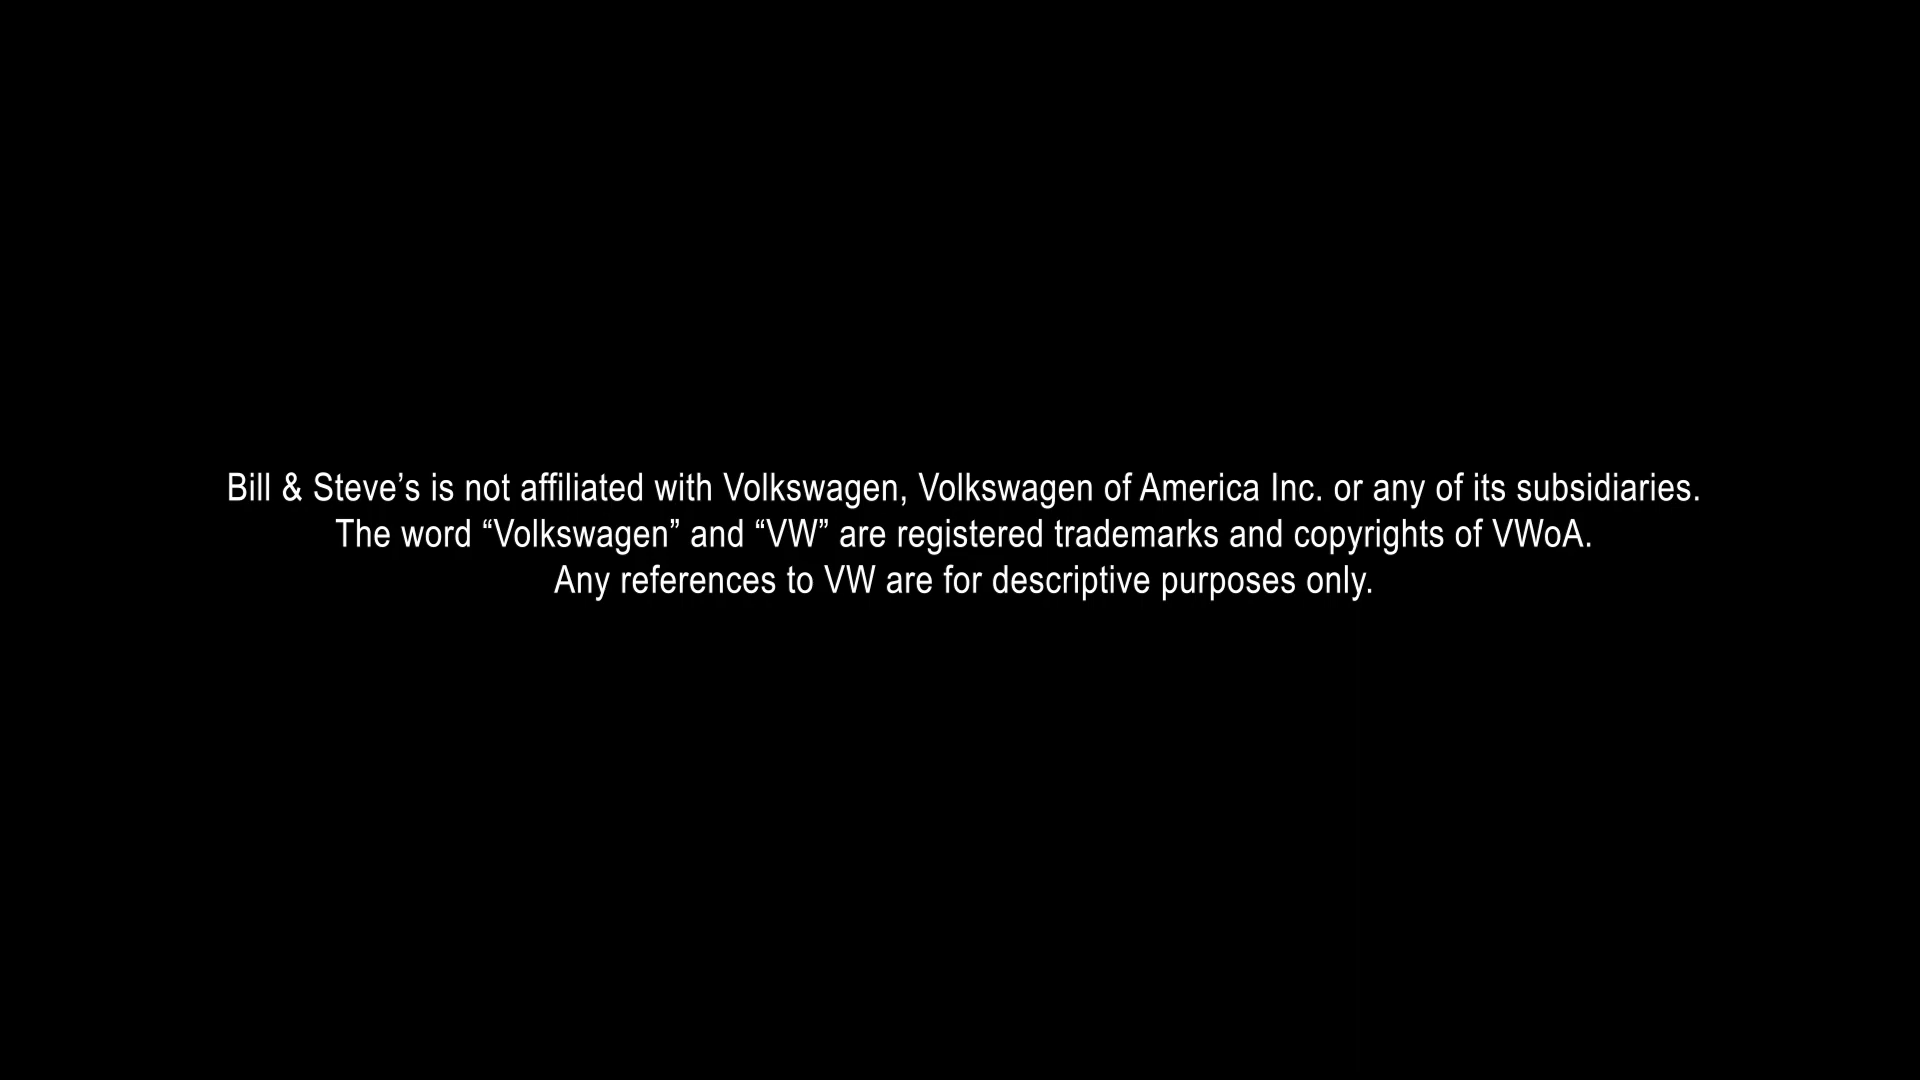 Bill & Steve’s is not affiliated with Volkswagen, Volkswagen of America Inc. or any of its subsidiaries.
The word “Volkswagen” and “VW” are registered trademarks and copyrights of VWoA.
Any references to VW are for descriptive purposes only.